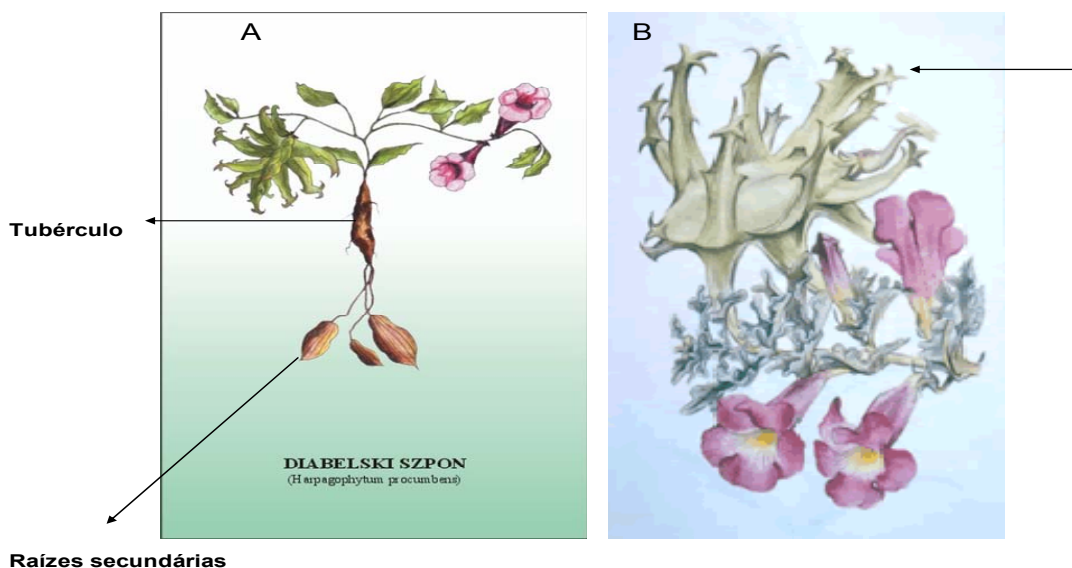 A
B
Tubérculo
DIABELSKI SZPON
(Harpagophytum procumbens)
Raízes secundárias